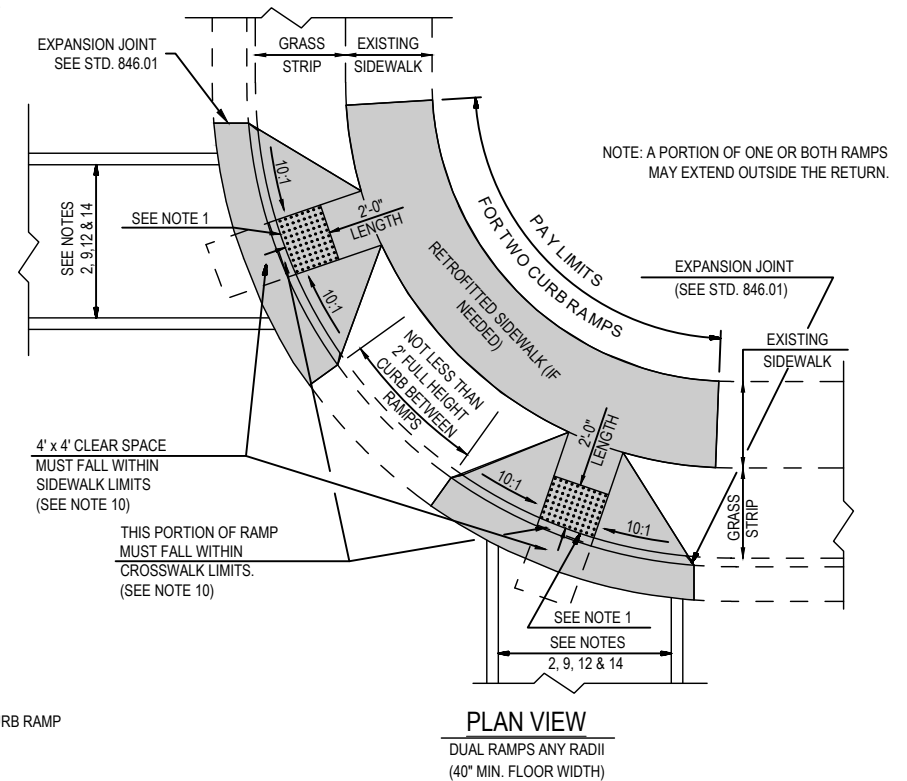 EXPANSION JOINT
SEE STD. 846.01
GRASS
STRIP
EXISTING
SIDEWALK
NOTE: A PORTION OF ONE OR BOTH RAMPS
MAY EXTEND OUTSIDE THE RETURN.
10:1
2'-0"
LENGTH
SEE NOTE 1
SEE NOTES
2, 9,12 & 14
10:1
PAY LIMITS
FOR TWO CURB RAMPS
RETROFITTED SIDEWALK (IF
NEEDED)
EXPANSION JOINT
(SEE STD. 846.01)
EXISTING
SIDEWALK
NOT LESS THAN
2' FULL HEIGHT
CURB BETWEEN
RAMPS
2'-0"
LENGTH
4' x 4' CLEAR SPACE
MUST FALL WITHIN
SIDEWALK LIMITS
(SEE NOTE 10)
10:1
10:1
GRASS
STRIP
THIS PORTION OF RAMP
MUST FALL WITHIN
CROSSWALK LIMITS.
(SEE NOTE 10)
SEE NOTE 1
SEE NOTES
2, 9, 12 & 14
RB RAMP
PLAN VIEW
DUAL RAMPS ANY RADII
(40" MIN. FLOOR WIDTH)